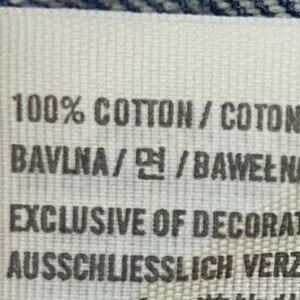 100% COTTON / COTON
BAVLNA / 면 / BAWEŁNA
EXCLUSIVE OF DECORAT
AUSSCHLIESSLICH VERZ